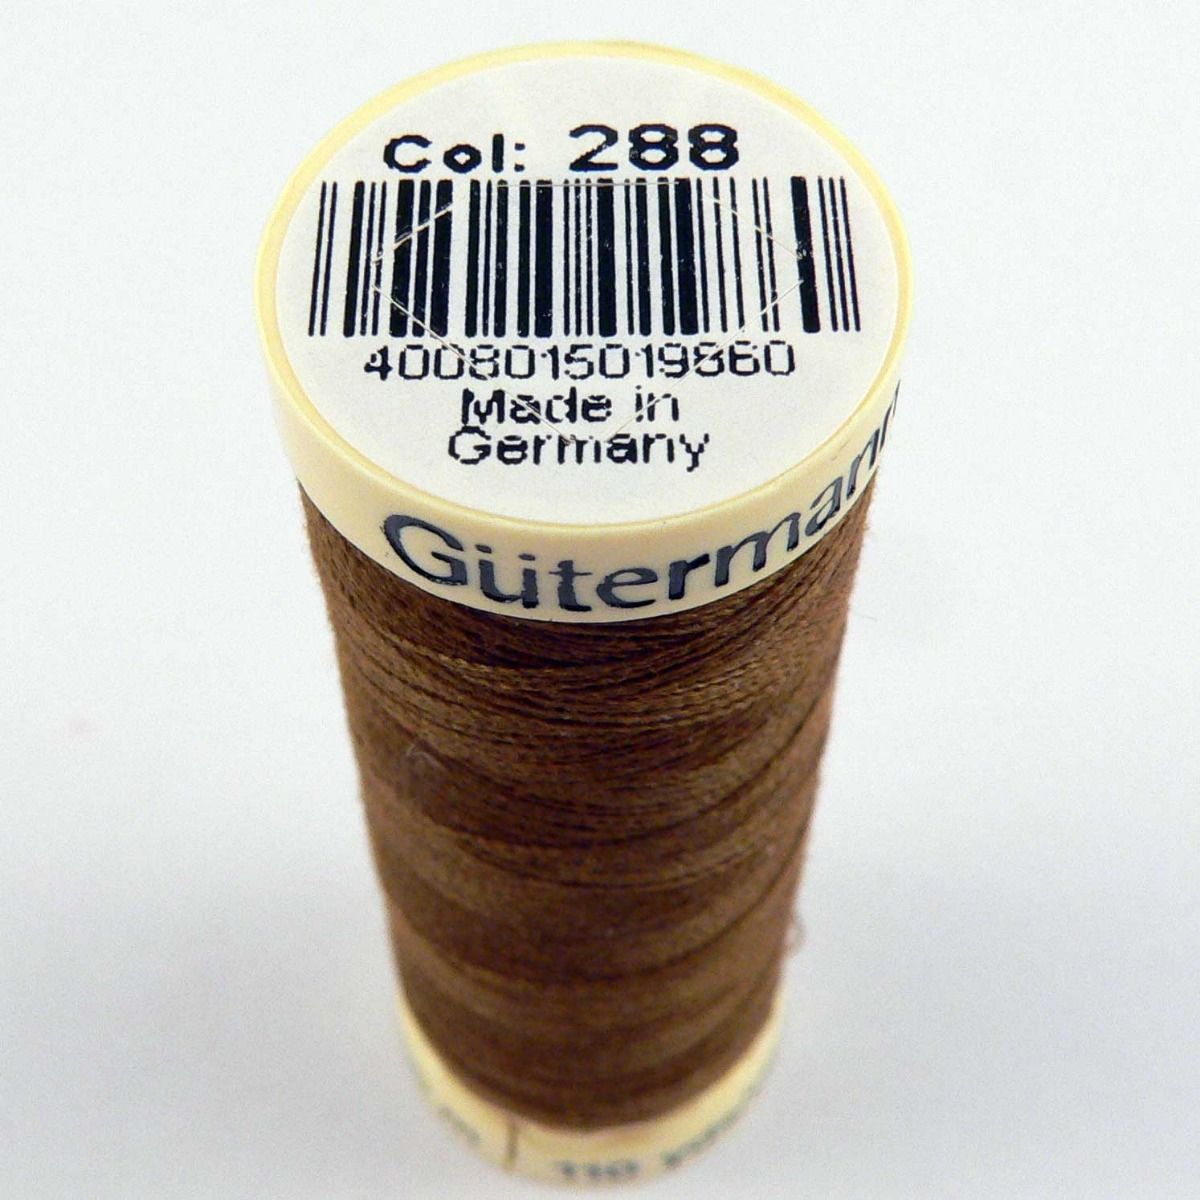 Col: 288
4008015019860
Made in
Germany
Gütermann